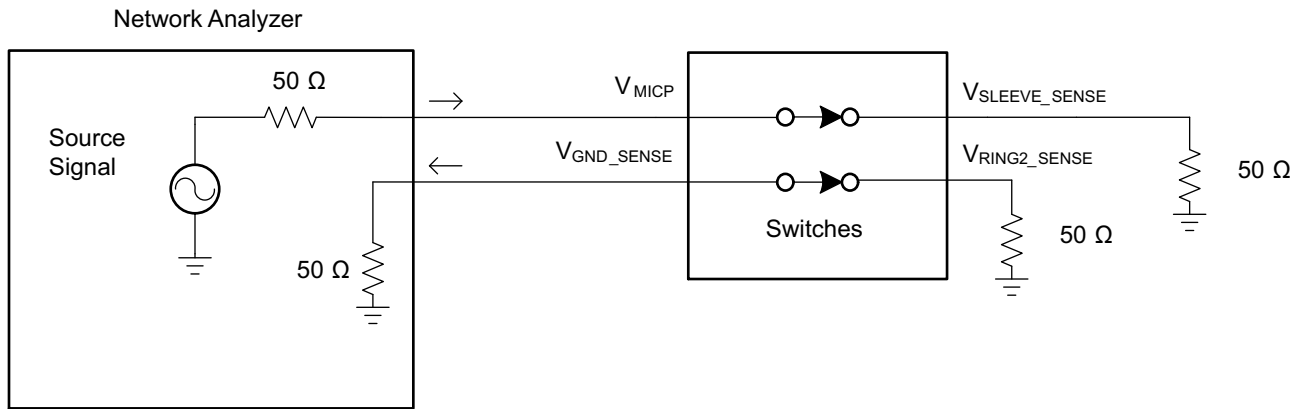 Network Analyzer
50 Ω
Source
Signal
50 Ω
V_MICP
V_GND_SENSE
Switches
V_SLEEVE_SENSE
V_RING2_SENSE
50 Ω
50 Ω